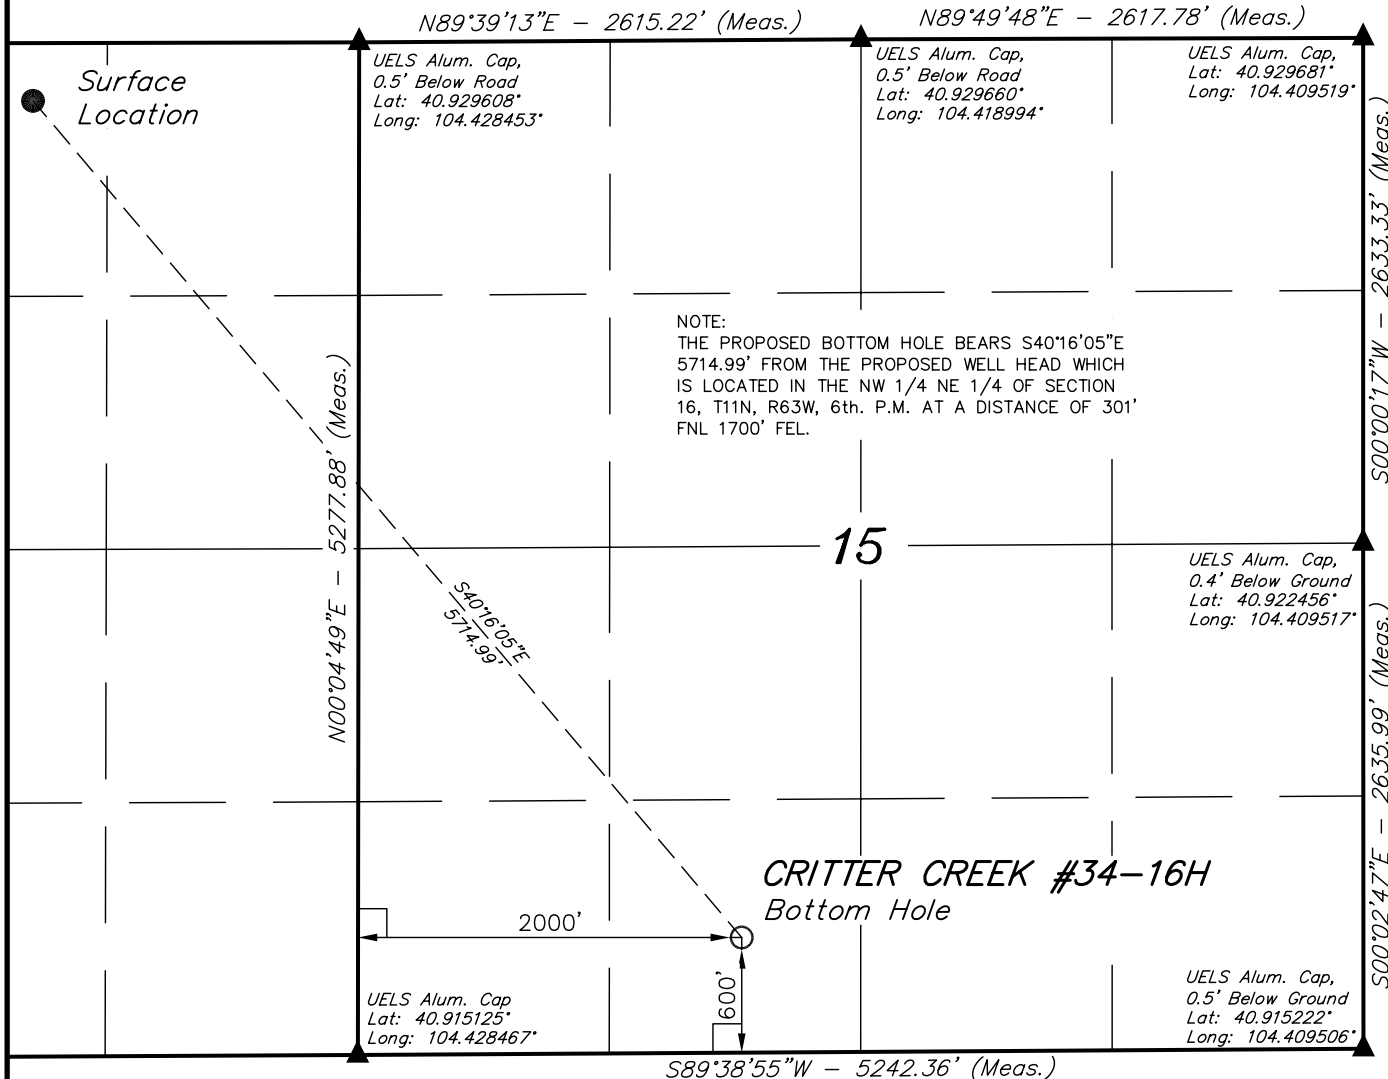 N89°39'13"E - 2615.22' (Meas.)
N89°49'48"E - 2617.78' (Meas.)
Surface
Location
UELS Alum. Cap,
0.5' Below Road
Lat: 40.929608°
Long: 104.428453°
UELS Alum. Cap,
0.5' Below Road
Lat: 40.929660°
Long: 104.418994°
UELS Alum. Cap,
Lat: 40.929681°
Long: 104.409519°
S00°00'17"W - 2633.33' (Meas.)
NOTE:
THE PROPOSED BOTTOM HOLE BEARS S40°16'05"E
5714.99' FROM THE PROPOSED WELL HEAD WHICH
IS LOCATED IN THE NW 1/4 NE 1/4 OF SECTION
16, T11N, R63W, 6th. P.M. AT A DISTANCE OF 301'
FNL 1700' FEL.
N00°04'49"E - 5277.88' (Meas.)
15
UELS Alum. Cap,
0.4' Below Ground
Lat: 40.922456°
Long: 104.409517°
S40°16'05"E
5714.99'
S00°02'47"E - 2635.99' (Meas.)
CRITTER CREEK #34-16H
Bottom Hole
2000'
600'
UELS Alum. Cap
Lat: 40.915125°
Long: 104.428467°
UELS Alum. Cap,
0.5' Below Ground
Lat: 40.915222°
Long: 104.409506°
S89°38'55"W - 5242.36' (Meas.)